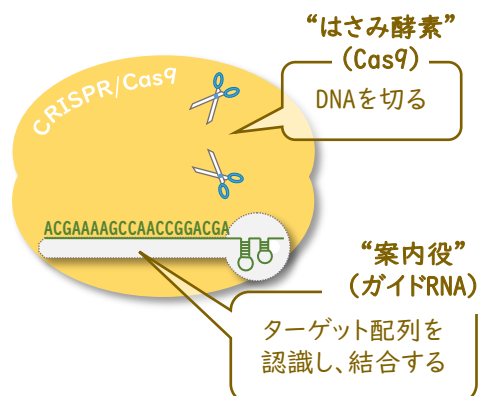 “はさみ酵素”
(Cas9)
DNAを切る
CRISPR/Cas9
ACGAAAAGCCAACCGGACGA
“案内役”
(ガイドRNA)
ターゲット配列を
認識し、結合する